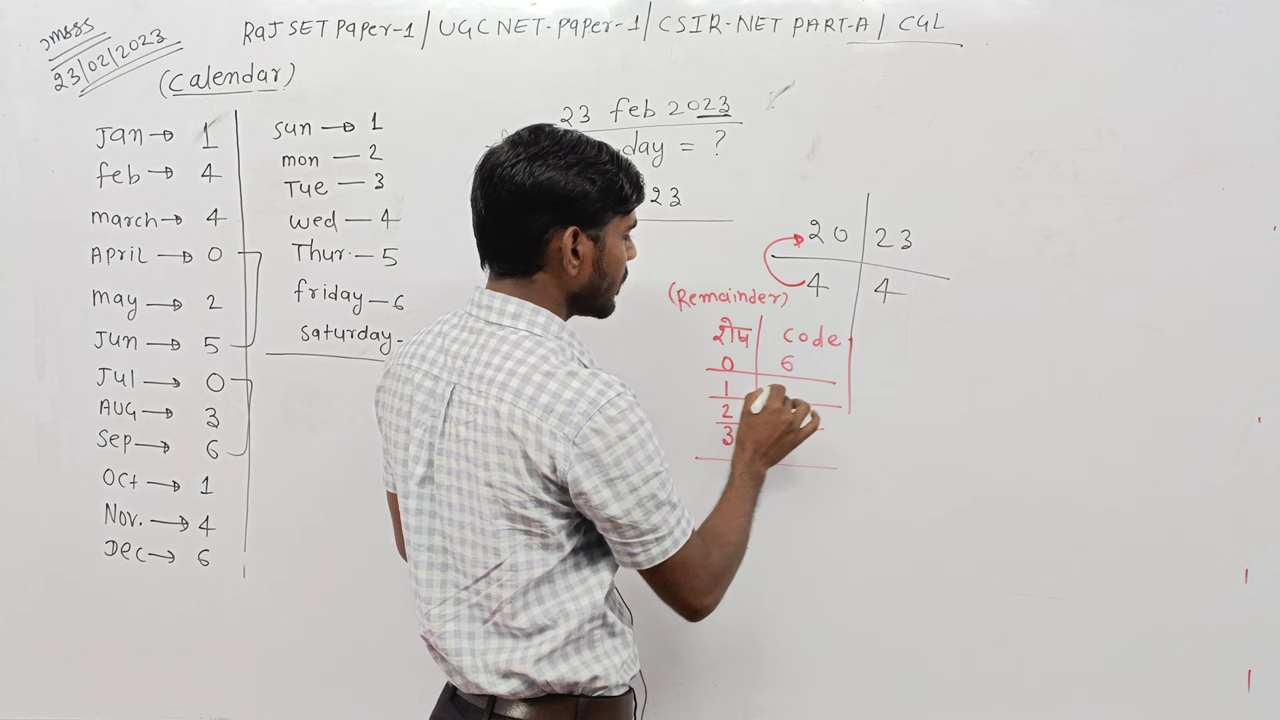 JMBSS
23/02/2023
RAJ SET Paper-1 / UGC NET-Paper-1 / CSIR-NET PART-A / CGL
(Calendar)
Jan → 1
feb → 4
march → 4
APRIL → 0
may → 2
Jun → 5
Jul → 0
AUG → 3
Sep → 6
Oct → 1
Nov. → 4
Dec → 6
Sun → 1
mon — 2
Tue — 3
Wed — 4
Thur. — 5
friday — 6
Saturday -
23 feb 2023
day = ?
23
20 | 23
4 | 4
(Remainder)
शेष | Code
0 | 6
1
2
3